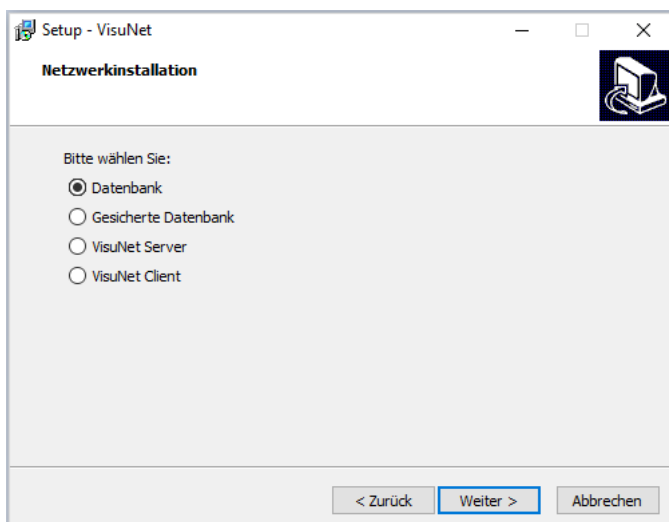 Setup - VisuNet
Netzwerkinstallation
Bitte wählen Sie:
Datenbank
Gesicherte Datenbank
VisuNet Server
VisuNet Client
< Zurück
Weiter >
Abbrechen